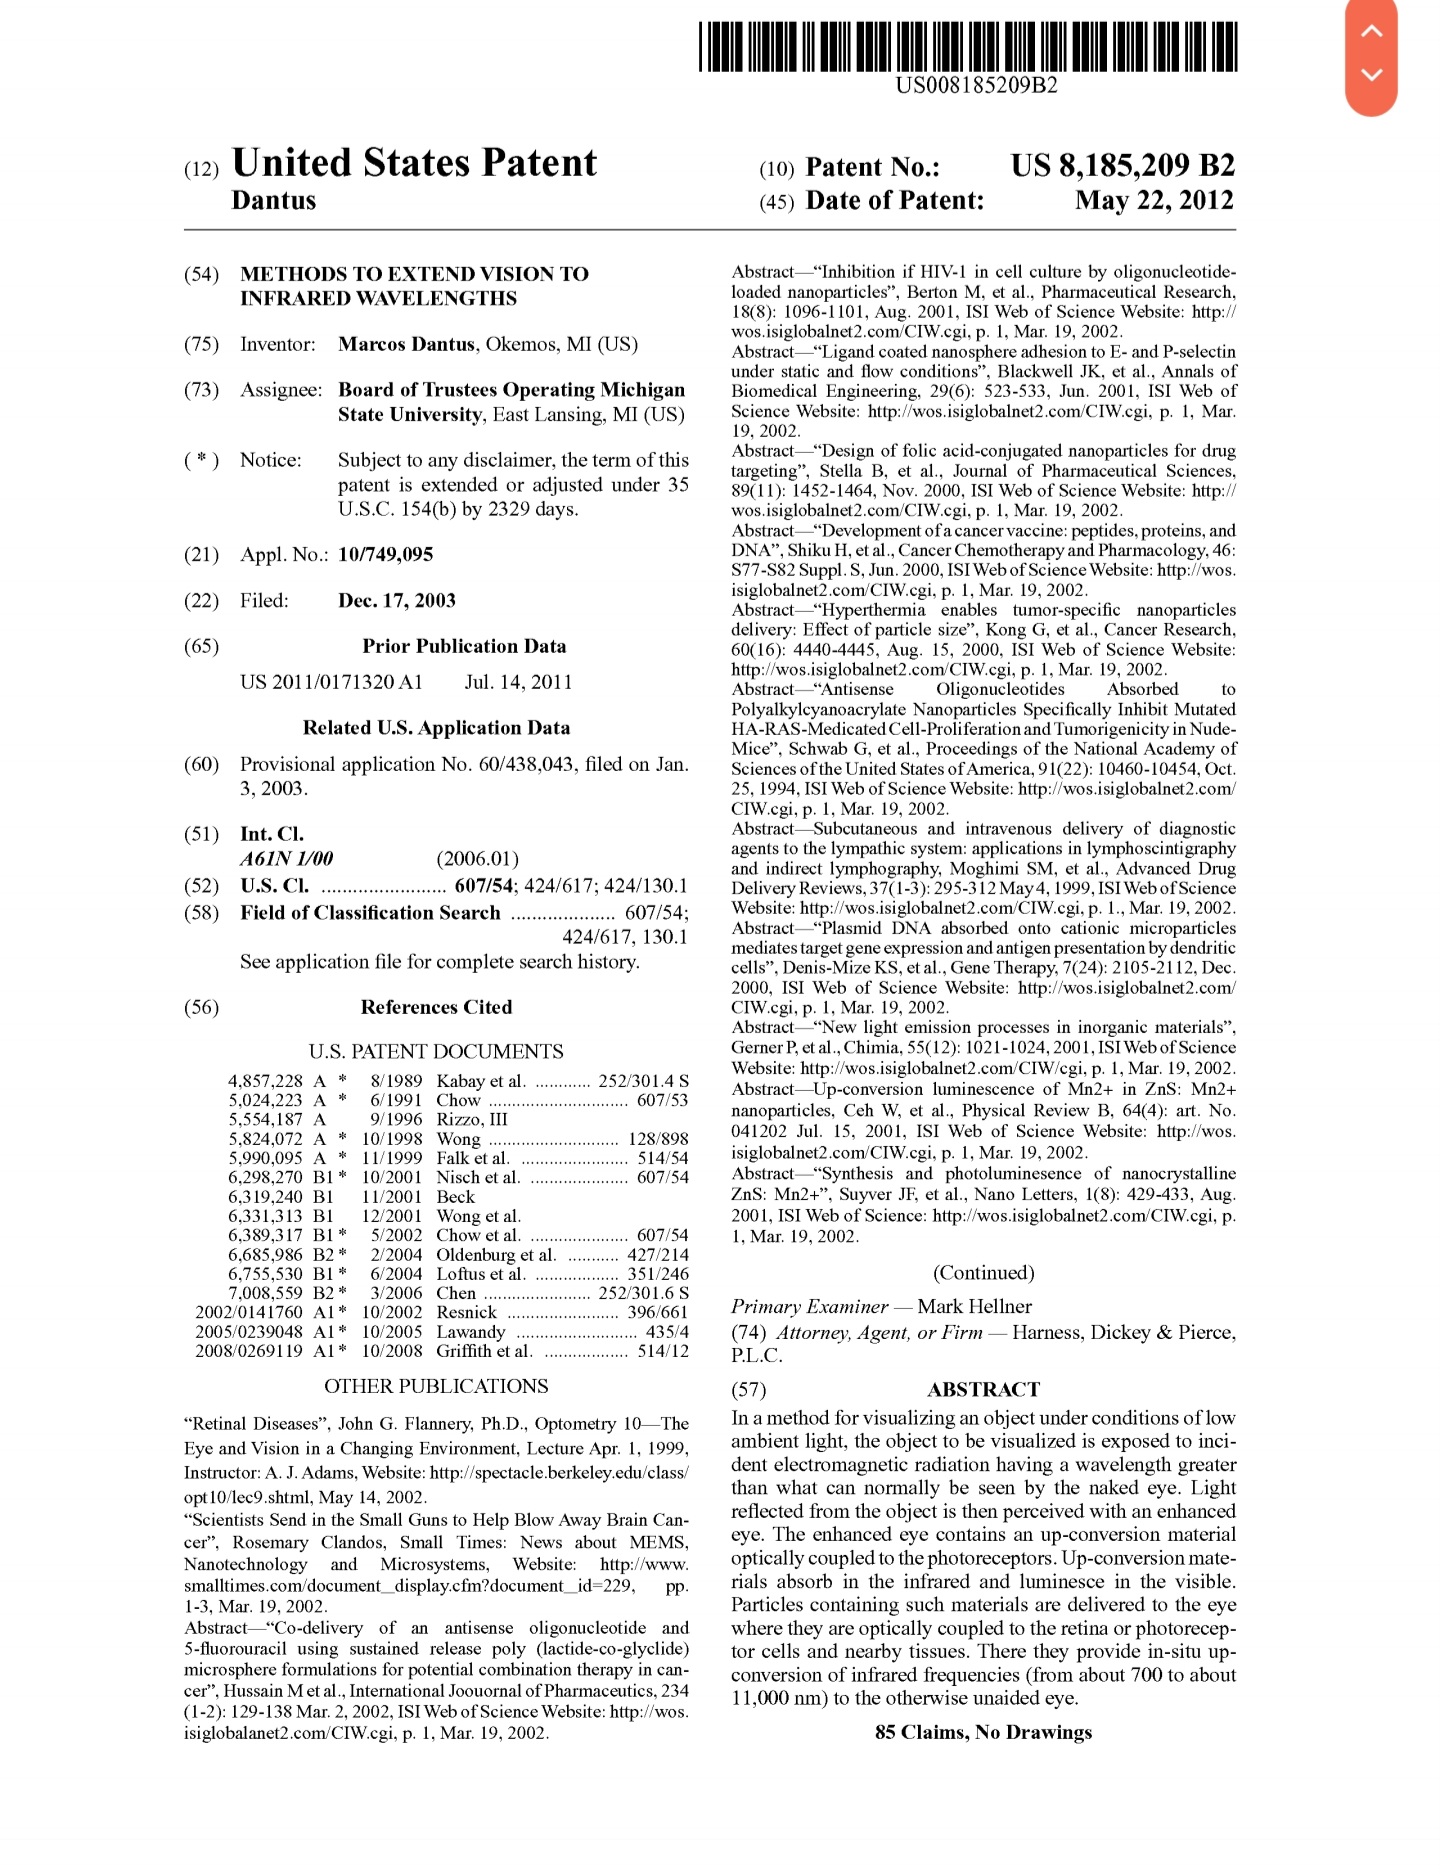 US008185209B2
(12) United States Patent
Dantus
(10) Patent No.: US 8,185,209 B2
(45) Date of Patent: May 22, 2012
(54) METHODS TO EXTEND VISION TO
INFRARED WAVELENGTHS
(75) Inventor: Marcos Dantus, Okemos, MI (US)
(73) Assignee: Board of Trustees Operating Michigan
State University, East Lansing, MI (US)
( * ) Notice: Subject to any disclaimer, the term of this
patent is extended or adjusted under 35
U.S.C. 154(b) by 2329 days.
(21) Appl. No.: 10/749,095
(22) Filed: Dec. 17, 2003
(65) Prior Publication Data
US 2011/0171320 A1 Jul. 14, 2011
Related U.S. Application Data
(60) Provisional application No. 60/438,043, filed on Jan.
3, 2003.
(51) Int. Cl.
A61N 1/00 (2006.01)
(52) U.S. Cl. ........................ 607/54; 424/617; 424/130.1
(58) Field of Classification Search .................... 607/54;
424/617, 130.1
See application file for complete search history.
(56) References Cited
U.S. PATENT DOCUMENTS
4,857,228 A * 8/1989 Kabay et al. ............ 252/301.4 S
5,024,223 A * 6/1991 Chow .............................. 607/53
5,554,187 A 9/1996 Rizzo, III
5,824,072 A * 10/1998 Wong ............................ 128/898
5,990,095 A * 11/1999 Falk et al. ....................... 514/54
6,298,270 B1 * 10/2001 Nisch et al. ..................... 607/54
6,319,240 B1 11/2001 Beck
6,331,313 B1 12/2001 Wong et al.
6,389,317 B1 * 5/2002 Chow et al. ...................... 607/54
6,685,986 B2 * 2/2004 Oldenburg et al. ........... 427/214
6,755,530 B1 * 6/2004 Loftus et al. .................. 351/246
7,008,559 B2 * 3/2006 Chen ....................... 252/301.6 S
2002/0141760 A1 * 10/2002 Resnick ........................ 396/661
2005/0239048 A1 * 10/2005 Lawandy .......................... 435/4
2008/0269119 A1 * 10/2008 Griffith et al. .................. 514/12
OTHER PUBLICATIONS
“Retinal Diseases”, John G. Flannery, Ph.D., Optometry 10—The
Eye and Vision in a Changing Environment, Lecture Apr. 1, 1999,
Instructor: A. J. Adams, Website: http://spectacle.berkeley.edu/class/
opt10/lec9.shtml, May 14, 2002.
“Scientists Send in the Small Guns to Help Blow Away Brain Can-
cer”, Rosemary Clandos, Small Times: News about MEMS,
Nanotechnology and Microsystems, Website: http://www.
smalltimes.com/document_display.cfm?document_id=229, pp.
1-3, Mar. 19, 2002.
Abstract—“Co-delivery of an antisense oligonucleotide and
5-fluorouracil using sustained release poly (lactide-co-glyclide)
microsphere formulations for potential combination therapy in can-
cer”, Hussain M et al., International Joouornal of Pharmaceutics, 234
(1-2): 129-138 Mar. 2, 2002, ISI Web of Science Website: http://wos.
isiglobalanet2.com/CIW.cgi, p. 1, Mar. 19, 2002.
Abstract—“Inhibition if HIV-1 in cell culture by oligonucleotide-
loaded nanoparticles”, Berton M, et al., Pharmaceutical Research,
18(8): 1096-1101, Aug. 2001, ISI Web of Science Website: http://
wos.isiglobalnet2.com/CIW.cgi, p. 1, Mar. 19, 2002.
Abstract—“Ligand coated nanosphere adhesion to E- and P-selectin
under static and flow conditions”, Blackwell JK, et al., Annals of
Biomedical Engineering, 29(6): 523-533, Jun. 2001, ISI Web of
Science Website: http://wos.isiglobalnet2.com/CIW.cgi, p. 1, Mar.
19, 2002.
Abstract—“Design of folic acid-conjugated nanoparticles for drug
targeting”, Stella B, et al., Journal of Pharmaceutical Sciences,
89(11): 1452-1464, Nov. 2000, ISI Web of Science Website: http://
wos.isiglobalnet2.com/CIW.cgi, p. 1, Mar. 19, 2002.
Abstract—“Development of a cancer vaccine: peptides, proteins, and
DNA”, Shiku H, et al., Cancer Chemotherapy and Pharmacology, 46:
S77-S82 Suppl. S, Jun. 2000, ISI Web of Science Website: http://wos.
isiglobalnet2.com/CIW.cgi, p. 1, Mar. 19, 2002.
Abstract—“Hyperthermia enables tumor-specific nanoparticles
delivery: Effect of particle size”, Kong G, et al., Cancer Research,
60(16): 4440-4445, Aug. 15, 2000, ISI Web of Science Website:
http://wos.isiglobalnet2.com/CIW.cgi, p. 1, Mar. 19, 2002.
Abstract—“Antisense Oligonucleotides Absorbed to
Polyalkylcyanoacrylate Nanoparticles Specifically Inhibit Mutated
HA-RAS-Medicated Cell-Proliferation and Tumorigenicity in Nude-
Mice”, Schwab G, et al., Proceedings of the National Academy of
Sciences of the United States of America, 91(22): 10460-10454, Oct.
25, 1994, ISI Web of Science Website: http://wos.isiglobalnet2.com/
CIW.cgi, p. 1, Mar. 19, 2002.
Abstract—Subcutaneous and intravenous delivery of diagnostic
agents to the lympathic system: applications in lymphoscintigraphy
and indirect lymphography, Moghimi SM, et al., Advanced Drug
Delivery Reviews, 37(1-3): 295-312 May 4, 1999, ISI Web of Science
Website: http://wos.isiglobalnet2.com/CIW.cgi, p. 1., Mar. 19, 2002.
Abstract—“Plasmid DNA absorbed onto cationic microparticles
mediates target gene expression and antigen presentation by dendritic
cells”, Denis-Mize KS, et al., Gene Therapy, 7(24): 2105-2112, Dec.
2000, ISI Web of Science Website: http://wos.isiglobalnet2.com/
CIW.cgi, p. 1, Mar. 19, 2002.
Abstract—“New light emission processes in inorganic materials”,
Gerner P, et al., Chimia, 55(12): 1021-1024, 2001, ISI Web of Science
Website: http://wos.isiglobalnet2.com/CIW/cgi, p. 1, Mar. 19, 2002.
Abstract—Up-conversion luminescence of Mn2+ in ZnS: Mn2+
nanoparticles, Ceh W, et al., Physical Review B, 64(4): art. No.
041202 Jul. 15, 2001, ISI Web of Science Website: http://wos.
isiglobalnet2.com/CIW.cgi, p. 1, Mar. 19, 2002.
Abstract—“Synthesis and photoluminesence of nanocrystalline
ZnS: Mn2+”, Suyver JF, et al., Nano Letters, 1(8): 429-433, Aug.
2001, ISI Web of Science: http://wos.isiglobalnet2.com/CIW.cgi, p.
1, Mar. 19, 2002.
(Continued)
Primary Examiner — Mark Hellner
(74) Attorney, Agent, or Firm — Harness, Dickey & Pierce,
P.L.C.
(57) ABSTRACT
In a method for visualizing an object under conditions of low
ambient light, the object to be visualized is exposed to inci-
dent electromagnetic radiation having a wavelength greater
than what can normally be seen by the naked eye. Light
reflected from the object is then perceived with an enhanced
eye. The enhanced eye contains an up-conversion material
optically coupled to the photoreceptors. Up-conversion mate-
rials absorb in the infrared and luminesce in the visible.
Particles containing such materials are delivered to the eye
where they are optically coupled to the retina or photorecep-
tor cells and nearby tissues. There they provide in-situ up-
conversion of infrared frequencies (from about 700 to about
11,000 nm) to the otherwise unaided eye.
85 Claims, No Drawings